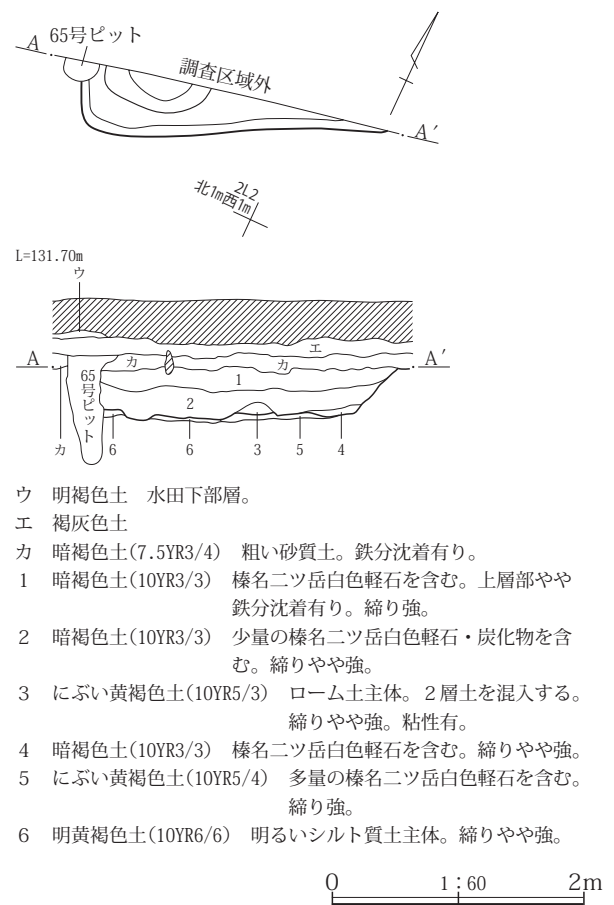 A
65号ピット
調査区域外
A′
2L2
北1m西1m
L=131.70m
ウ
エ
A
カ
カ
A′
65号ピット
1
2
カ
6
6
3
5
4
ウ 明褐色土 水田下部層。
エ 褐灰色土
カ 暗褐色土(7.5YR3/4) 粗い砂質土。鉄分沈着有り。
1 暗褐色土(10YR3/3) 榛名二ツ岳白色軽石を含む。上層部やや
鉄分沈着有り。締り強。
2 暗褐色土(10YR3/3) 少量の榛名二ツ岳白色軽石・炭化物を含
む。締りやや強。
3 にぶい黄褐色土(10YR5/3) ローム土主体。２層土を混入する。
締りやや強。粘性有。
4 暗褐色土(10YR3/3) 榛名二ツ岳白色軽石を含む。締りやや強。
5 にぶい黄褐色土(10YR5/4) 多量の榛名二ツ岳白色軽石を含む。
締り強。
6 明黄褐色土(10YR6/6) 明るいシルト質土主体。締りやや強。
0 1：60 2m